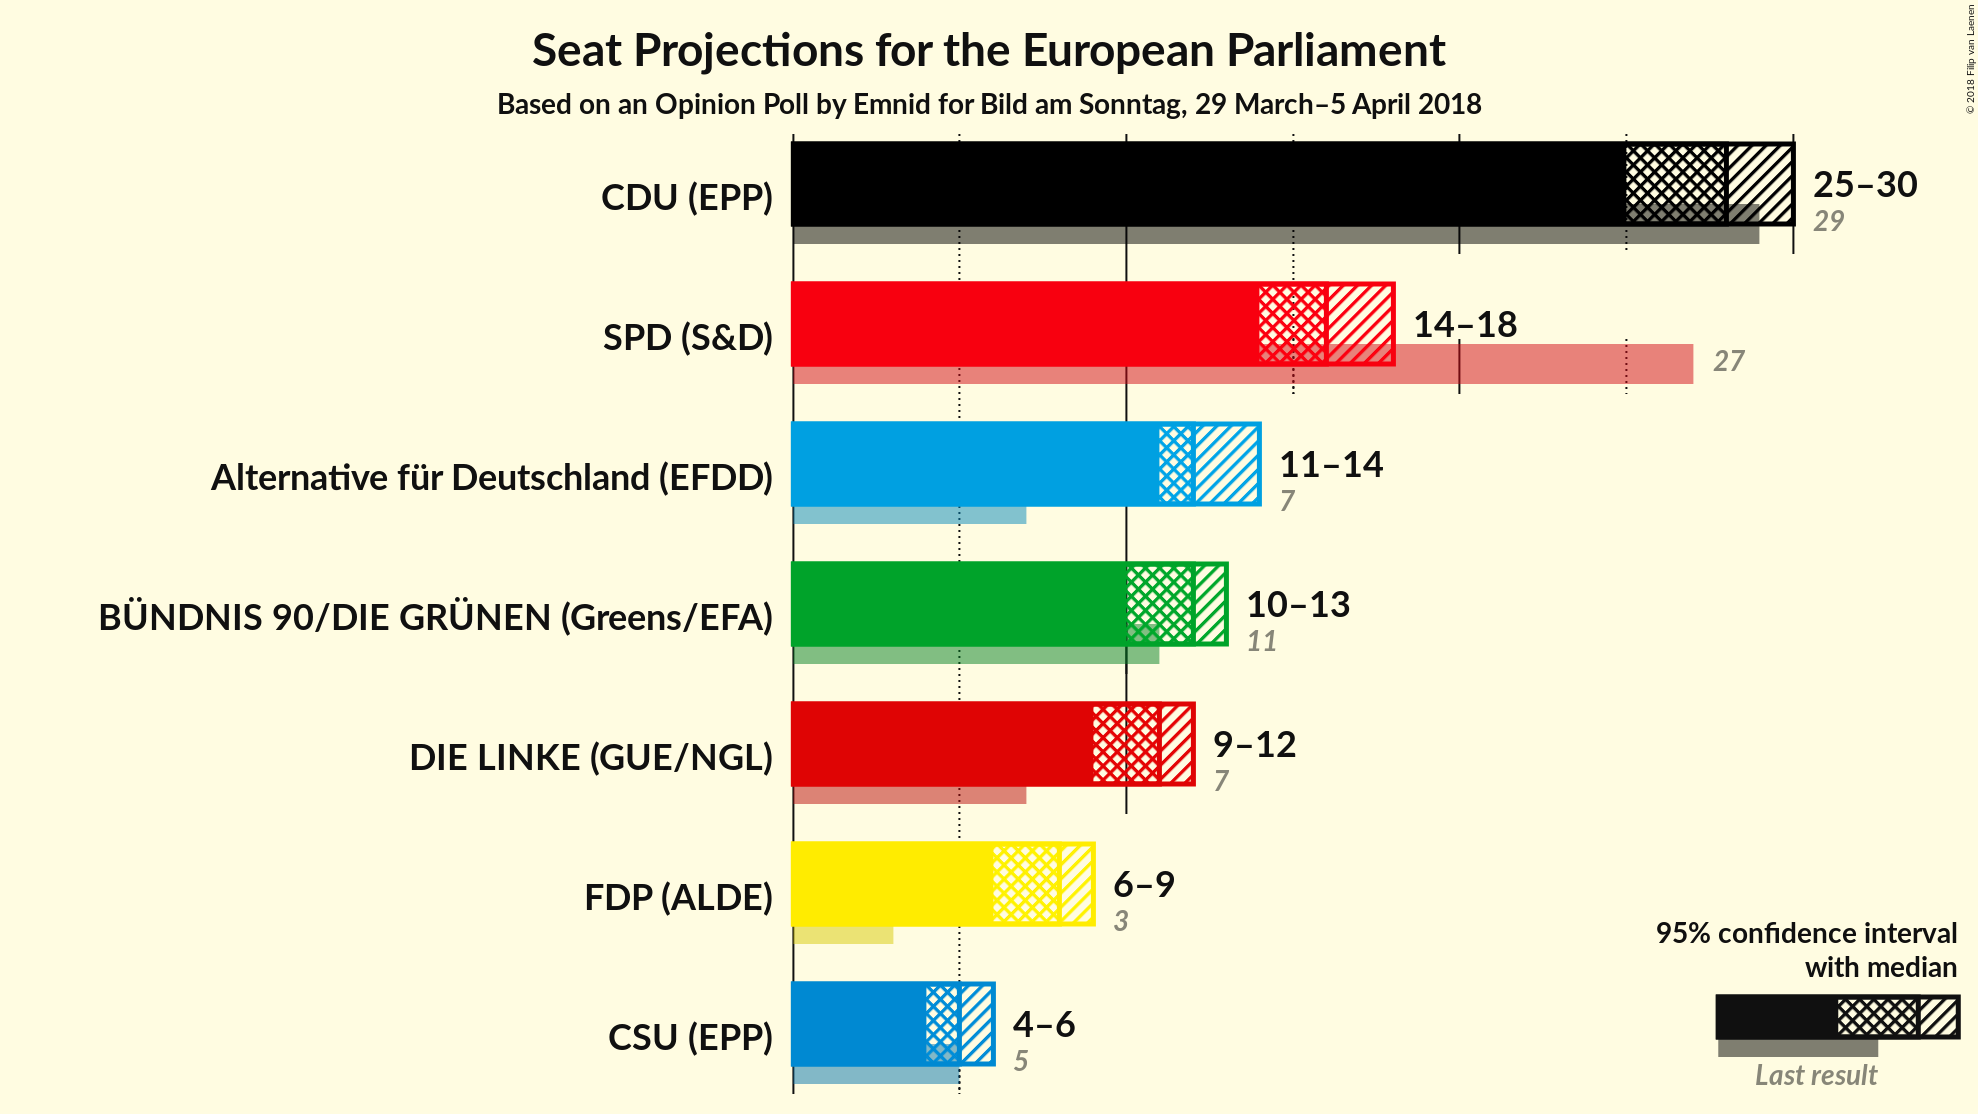 Seat Projections for the European Parliament
Based on an Opinion Poll by Emnid for Bild am Sonntag, 29 March–5 April 2018
© 2018 Filip van Laenen
CDU (EPP)
25–30
29
SPD (S&D)
14–18
27
Alternative für Deutschland (EFDD)
11–14
7
BÜNDNIS 90/DIE GRÜNEN (Greens/EFA)
10–13
11
DIE LINKE (GUE/NGL)
9–12
7
FDP (ALDE)
6–9
3
CSU (EPP)
4–6
5
95% confidence interval
with median
Last result